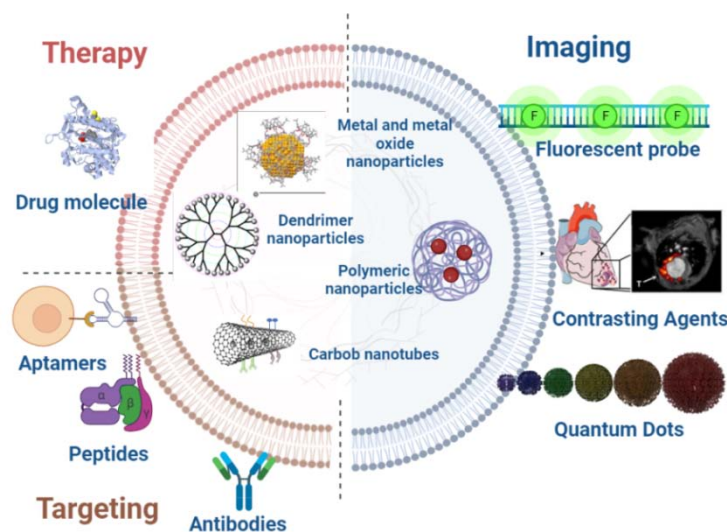 Therapy
Imaging
Drug molecule
Metal and metal
oxide
nanoparticles
Dendrimer
nanoparticles
Polymeric
nanoparticles
Carbob nanotubes
F
F
F
Fluorescent probe
T
Contrasting Agents
Quantum Dots
Aptamers
α
β
γ
Peptides
Targeting
Antibodies